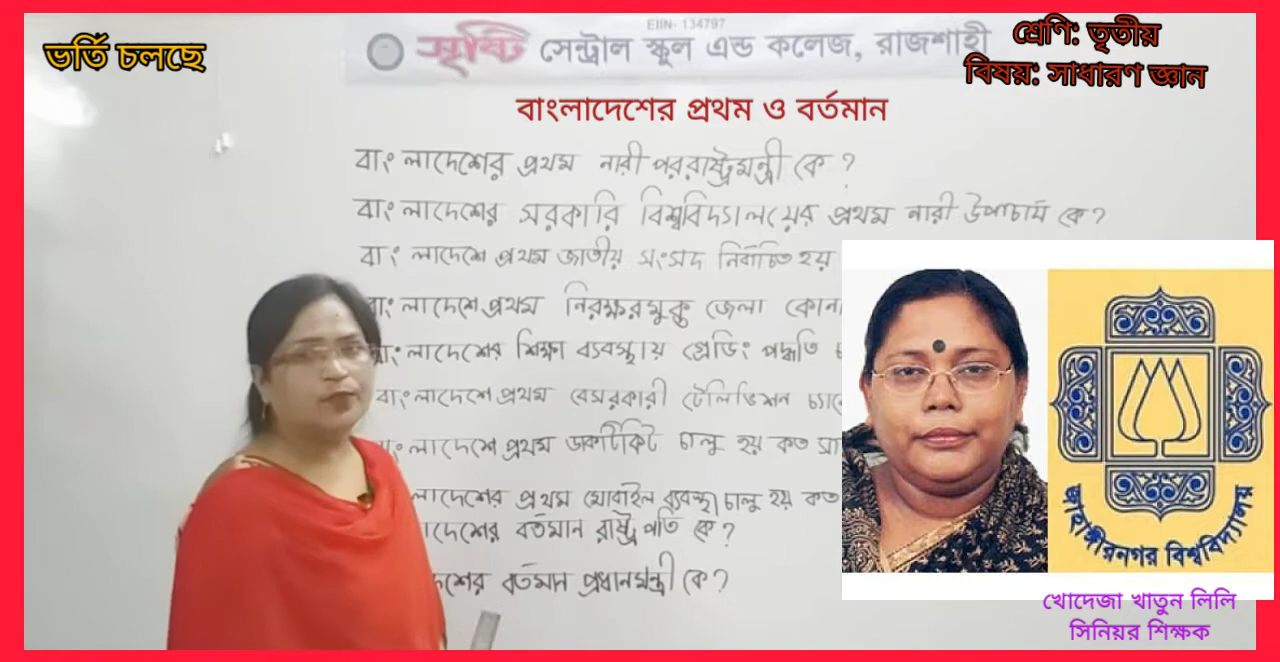 ভর্তি চলছে
EIIN- 134797
সৃষ্টি সেন্ট্রাল স্কুল এন্ড কলেজ, রাজশাহী
শ্রেণি: তৃতীয়
বিষয়: সাধারণ জ্ঞান
বাংলাদেশের প্রথম ও বর্তমান
বাংলাদেশের প্রথম নারী পররাষ্ট্রমন্ত্রী কে ?
বাংলাদেশের সরকারি বিশ্ববিদ্যালয়ের প্রথম নারী উপাচার্য কে ?
বাংলাদেশে প্রথম জাতীয় সংসদ নির্বাচিত হয়
বাংলাদেশে প্রথম নিরক্ষরমুক্ত জেলা কোন
বাংলাদেশের শিক্ষা ব্যবস্থায় গ্রেডিং পদ্ধতি
বাংলাদেশে প্রথম বেসরকারী টেলিভিশন
বাংলাদেশে প্রথম ডাকটিকিট চালু হয় কত সা
লাদেশের প্রথম মোবাইল ব্যবস্থা চালু হয় কত
াদেশের বর্তমান রাষ্ট্রপতি কে ?
দেশের বর্তমান প্রধানমন্ত্রী কে ?
জাহাঙ্গীরনগর বিশ্ববিদ্যালয়
খোদেজা খাতুন লিলি
সিনিয়র শিক্ষক